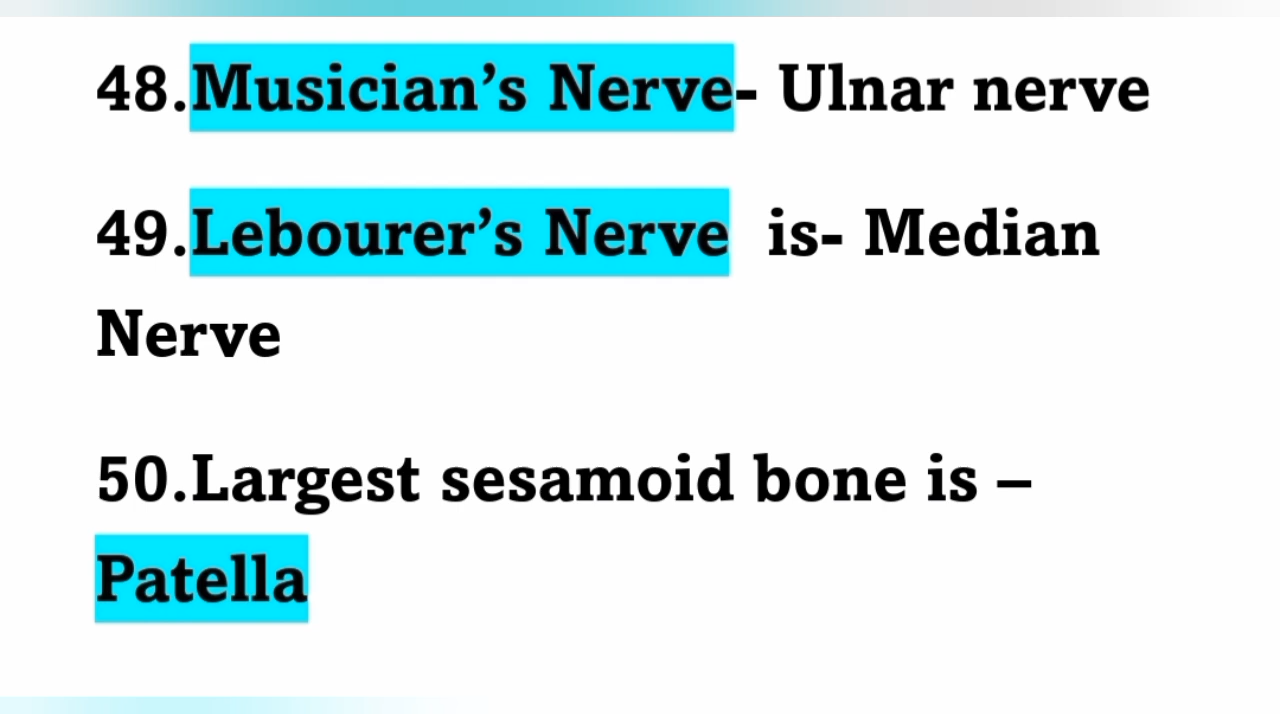 48.Musician’s Nerve- Ulnar nerve
49.Lebourer’s Nerve is- Median
Nerve
50.Largest sesamoid bone is –
Patella